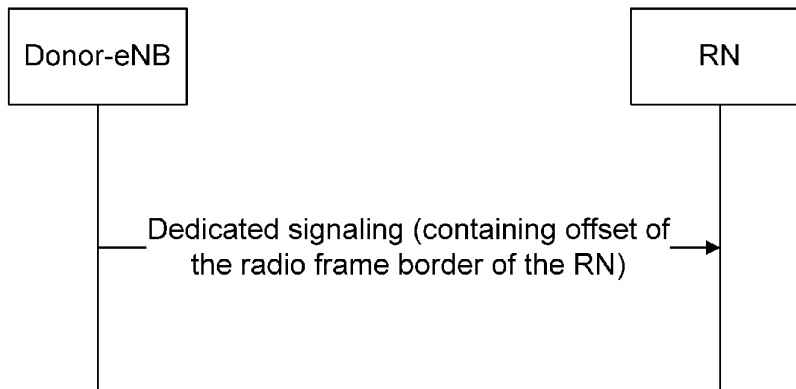 Donor-eNB
RN
Dedicated signaling (containing offset of
the radio frame border of the RN)